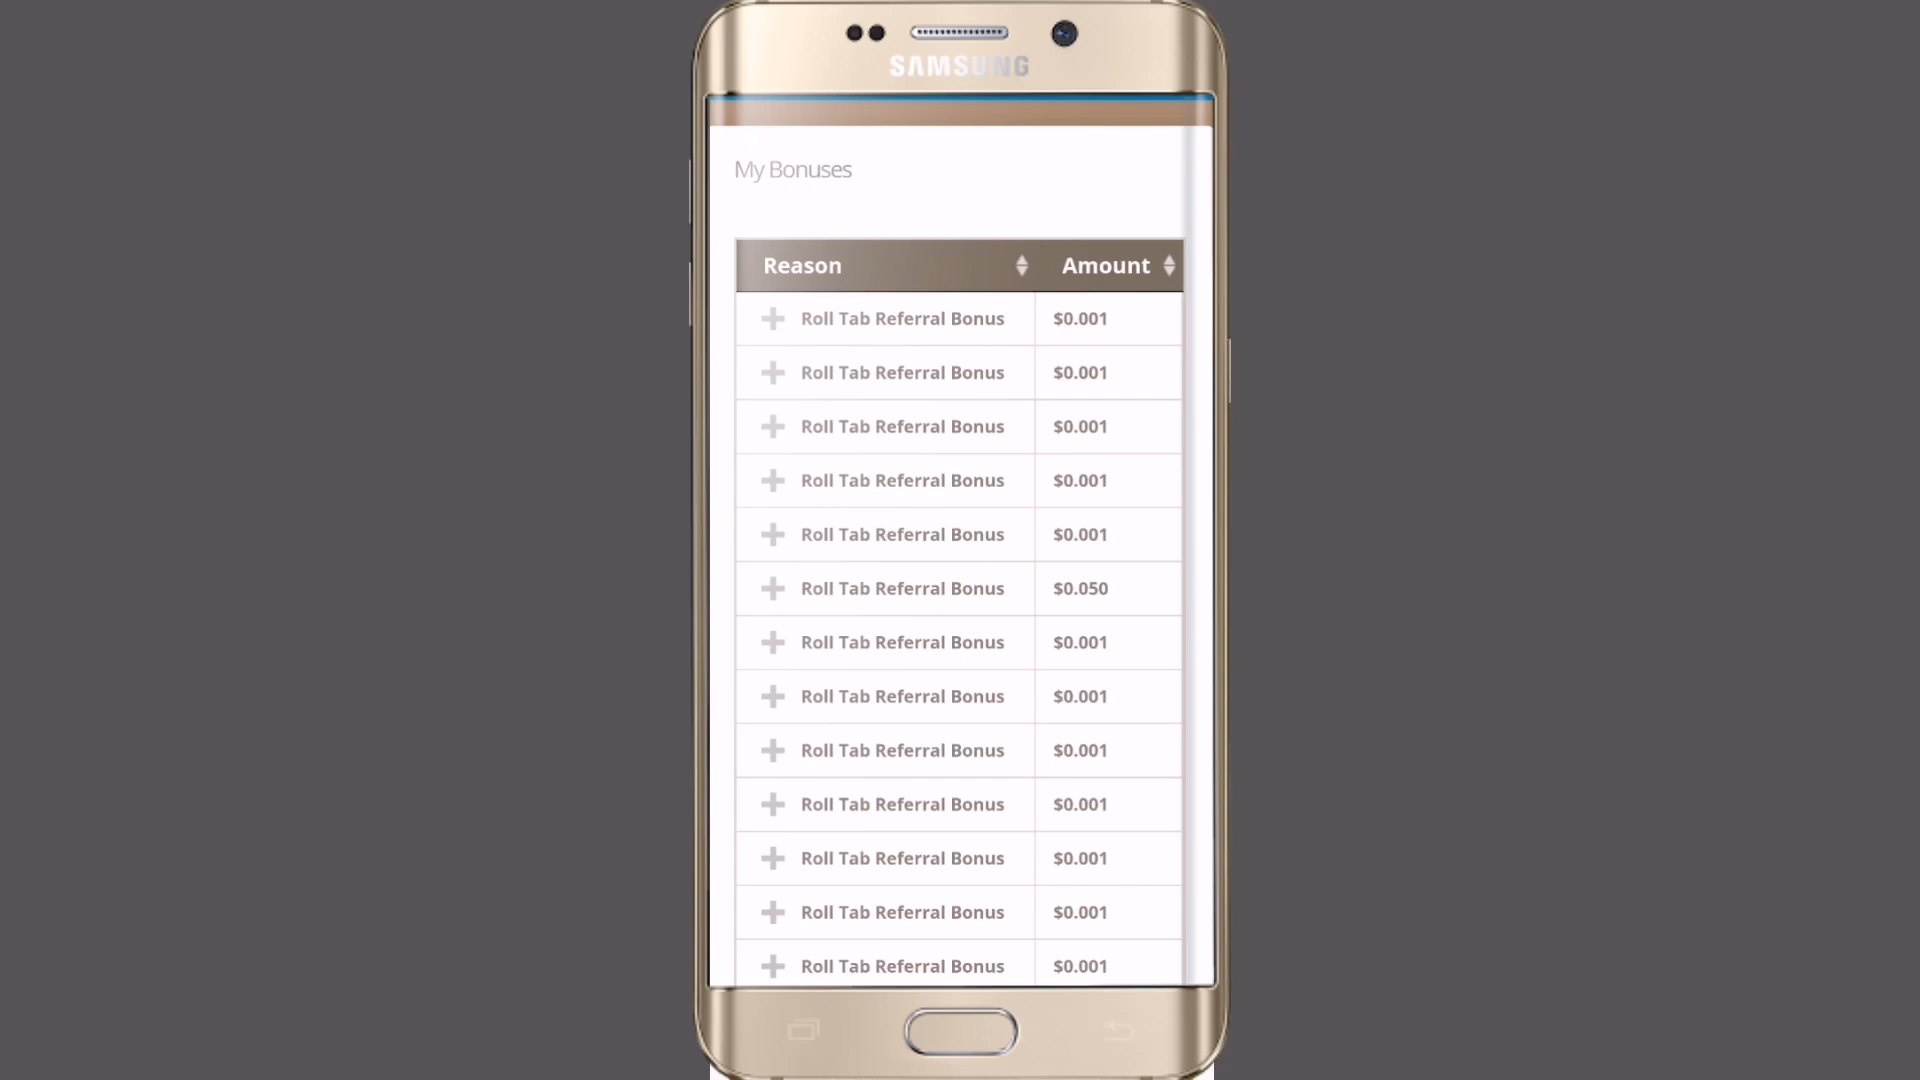 SAMSUNG
My Bonuses
Reason Amount
Roll Tab Referral Bonus $0.001
Roll Tab Referral Bonus $0.001
Roll Tab Referral Bonus $0.001
Roll Tab Referral Bonus $0.001
Roll Tab Referral Bonus $0.001
Roll Tab Referral Bonus $0.050
Roll Tab Referral Bonus $0.001
Roll Tab Referral Bonus $0.001
Roll Tab Referral Bonus $0.001
Roll Tab Referral Bonus $0.001
Roll Tab Referral Bonus $0.001
Roll Tab Referral Bonus $0.001
Roll Tab Referral Bonus $0.001